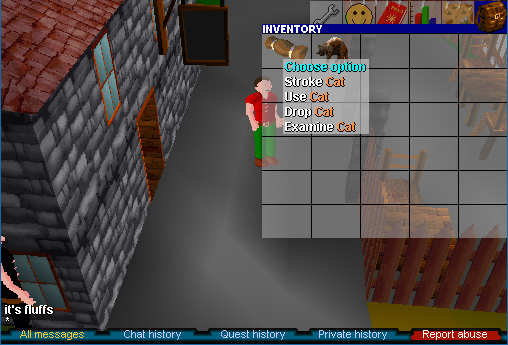 INVENTORY
Choose option
Stroke Cat
Use Cat
Drop Cat
Examine Cat
it's fluffs
*
All messages
Chat history
Quest history
Private history
Report abuse